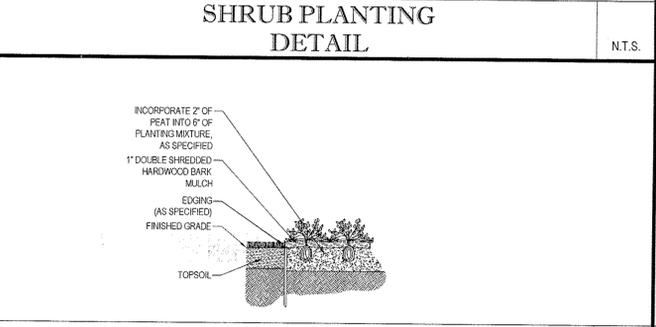 SHRUB PLANTING
DETAIL
N.T.S.
INCORPORATE 2" OF
PEAT INTO 6" OF
PLANTING MIXTURE,
AS SPECIFIED
1" DOUBLE SHREDDED
HARDWOOD BARK
MULCH
EDGING
(AS SPECIFIED)
FINISHED GRADE
TOPSOIL